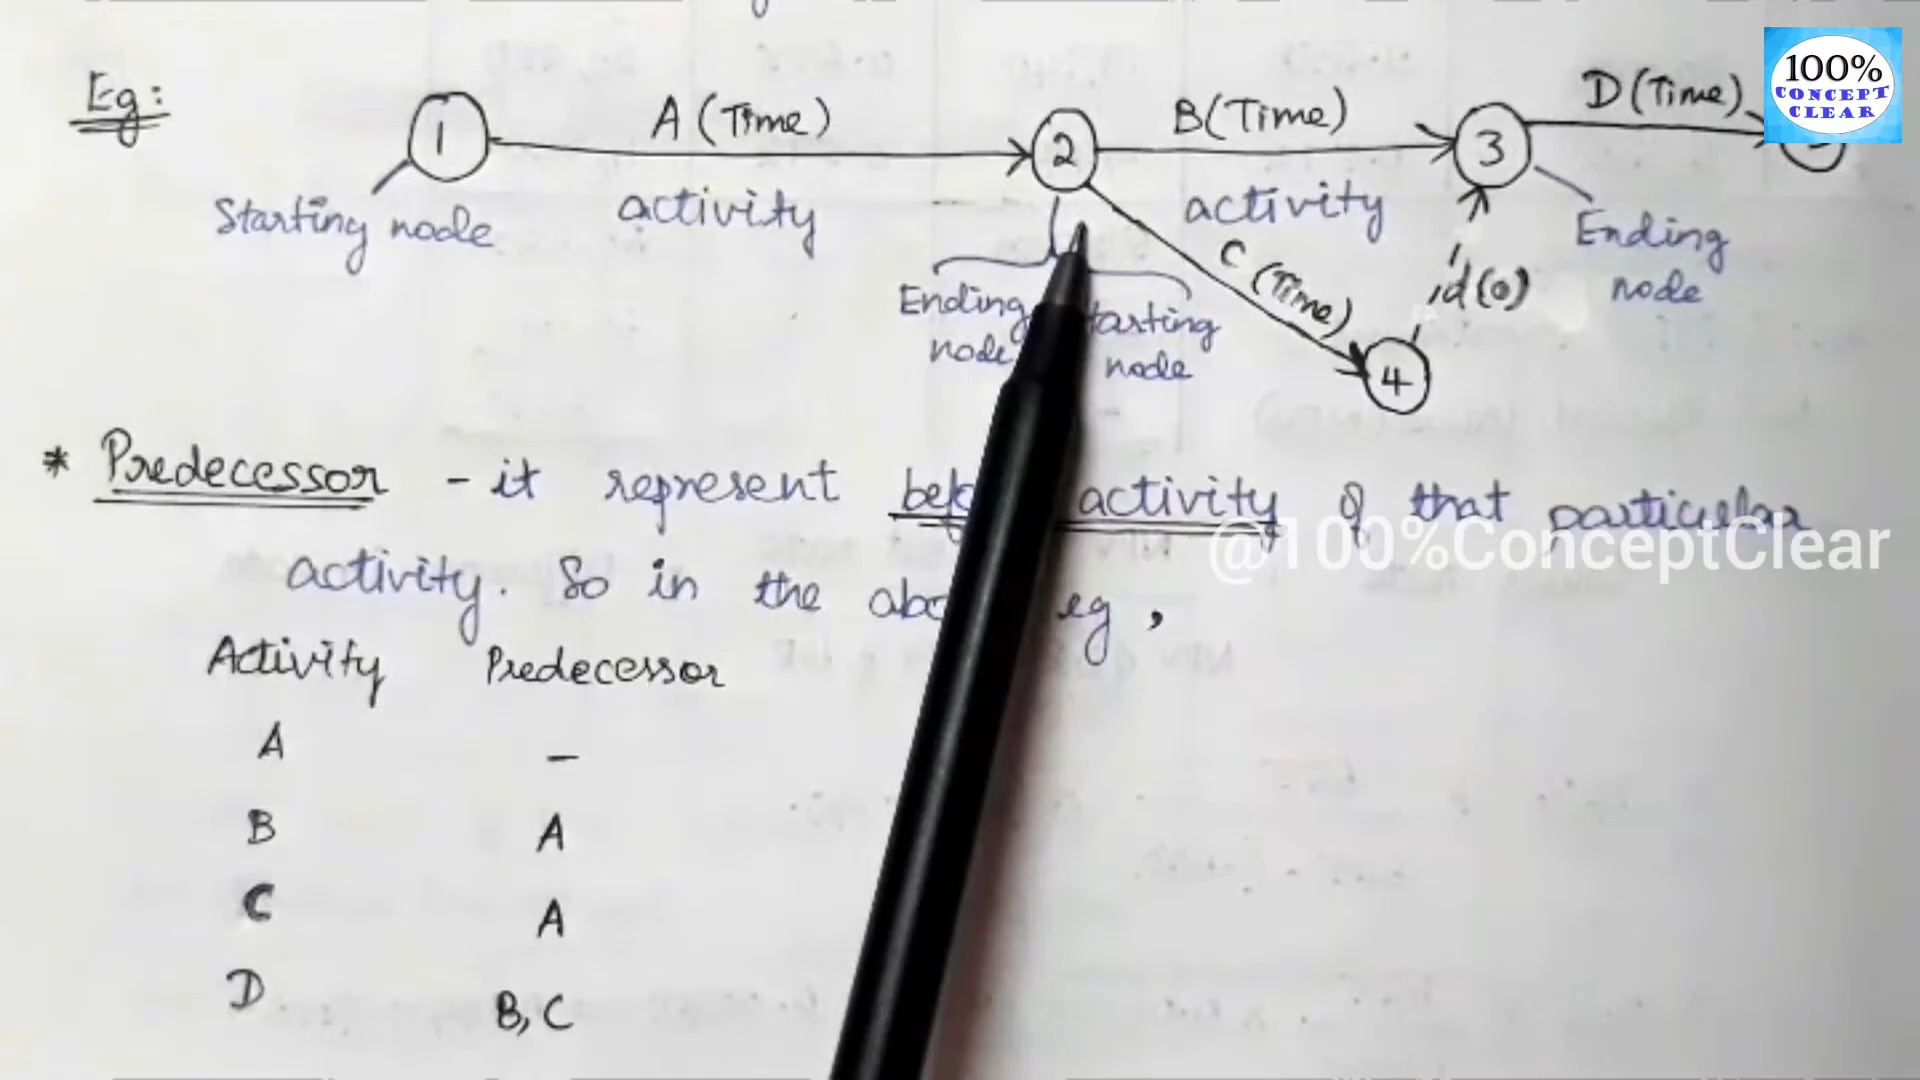 Eg:
1 A (Time) 2 B (Time) 3 D (Time)
100%
CONCEPT
CLEAR
Starting node activity activity Ending
node
C (Time) d(0)
Ending
node
node
4
* Predecessor - it represent activity of that particular
activity. So in the eg,
@100%ConceptClear
Activity Predecessor
A -
B A
C A
D B, C